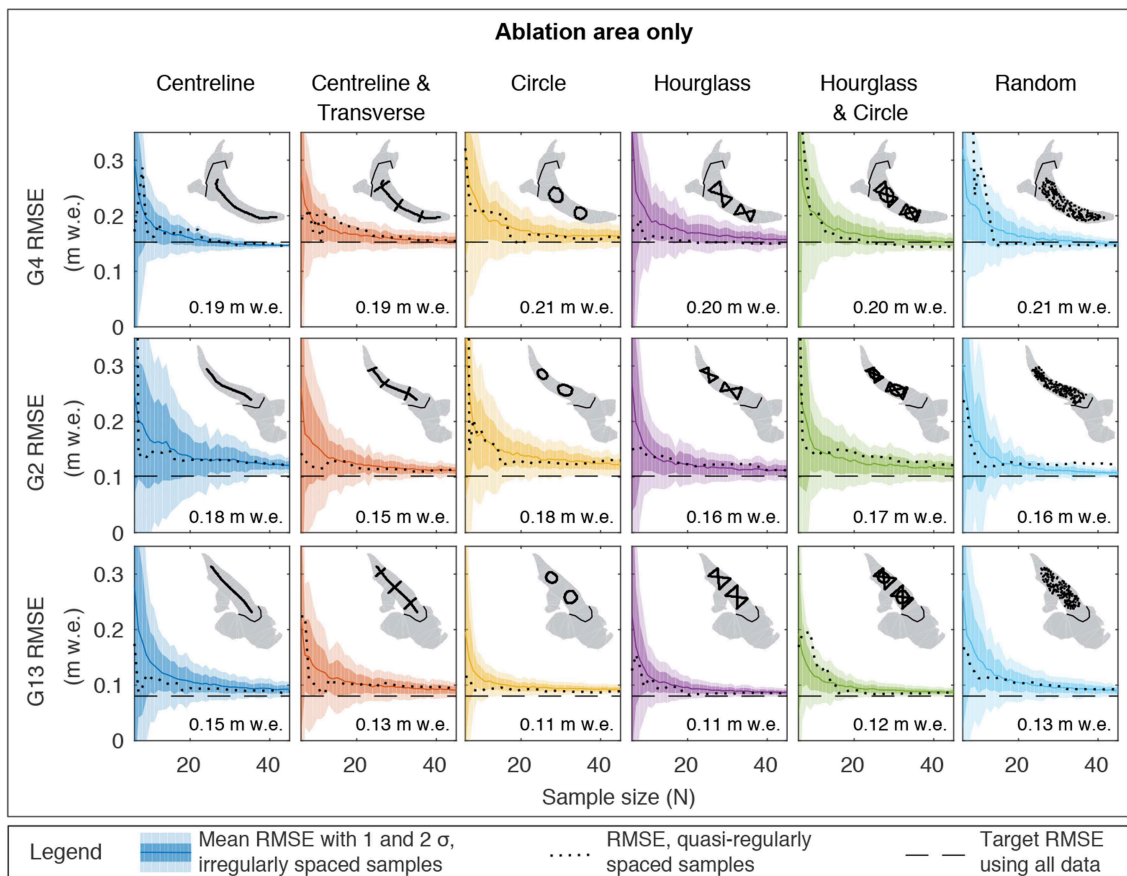 Ablation area only
Centreline
Centreline &
Transverse
Circle
Hourglass
Hourglass
& Circle
Random
G4 RMSE
(m w.e.)
0.3
0.2
0.1
0
0.19 m w.e.
0.19 m w.e.
0.21 m w.e.
0.20 m w.e.
0.20 m w.e.
0.21 m w.e.
G2 RMSE
(m w.e.)
0.3
0.2
0.1
0
0.18 m w.e.
0.15 m w.e.
0.18 m w.e.
0.16 m w.e.
0.17 m w.e.
0.16 m w.e.
G13 RMSE
(m w.e.)
0.3
0.2
0.1
0
0.15 m w.e.
0.13 m w.e.
0.11 m w.e.
0.11 m w.e.
0.12 m w.e.
0.13 m w.e.
20 40 20 40 20 40 20 40 20 40 20 40
Sample size (N)
Legend
Mean RMSE with 1 and 2 σ,
irregularly spaced samples
RMSE, quasi-regularly
spaced samples
Target RMSE
using all data